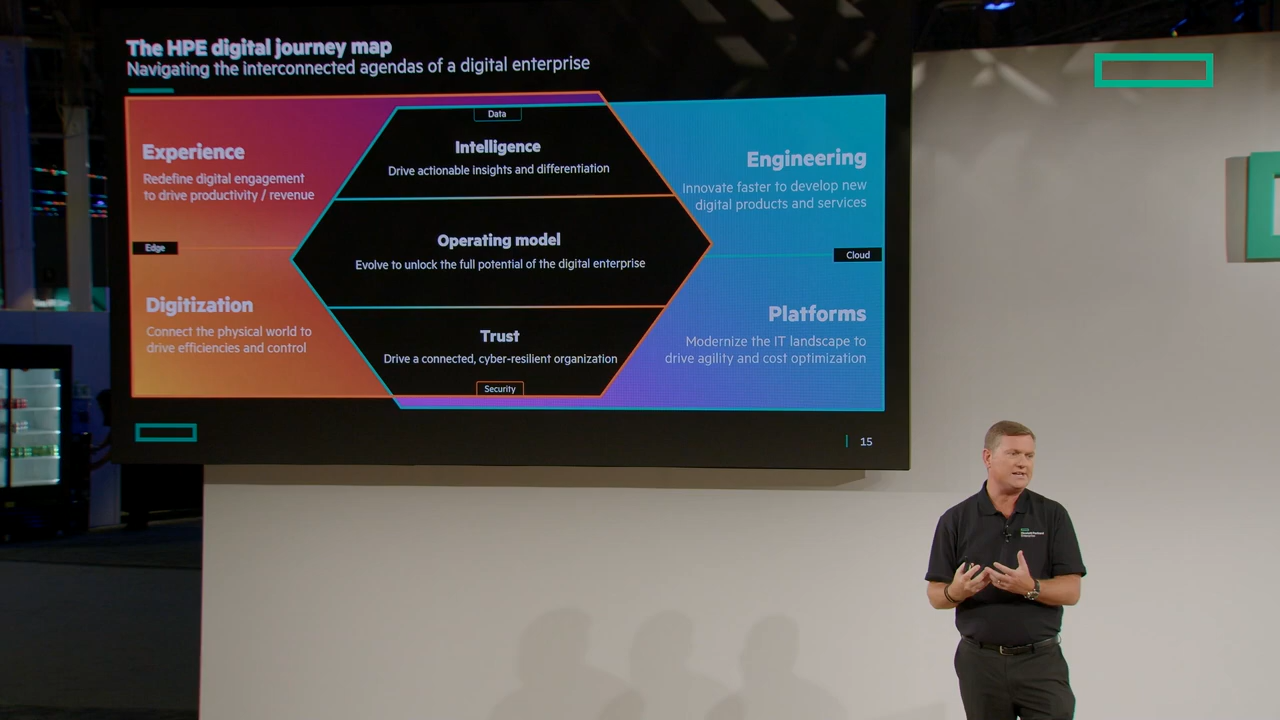 The HPE digital journey map
Navigating the interconnected agendas of a digital enterprise
Experience
Redefine digital engagement
to drive productivity / revenue
Edge
Digitization
Connect the physical world to
drive efficiencies and control
Data
Intelligence
Drive actionable insights and differentiation
Operating model
Evolve to unlock the full potential of the digital enterprise
Trust
Drive a connected, cyber-resilient organization
Security
Engineering
Innovate faster to develop new
digital products and services
Cloud
Platforms
Modernize the IT landscape to
drive agility and cost optimization
15